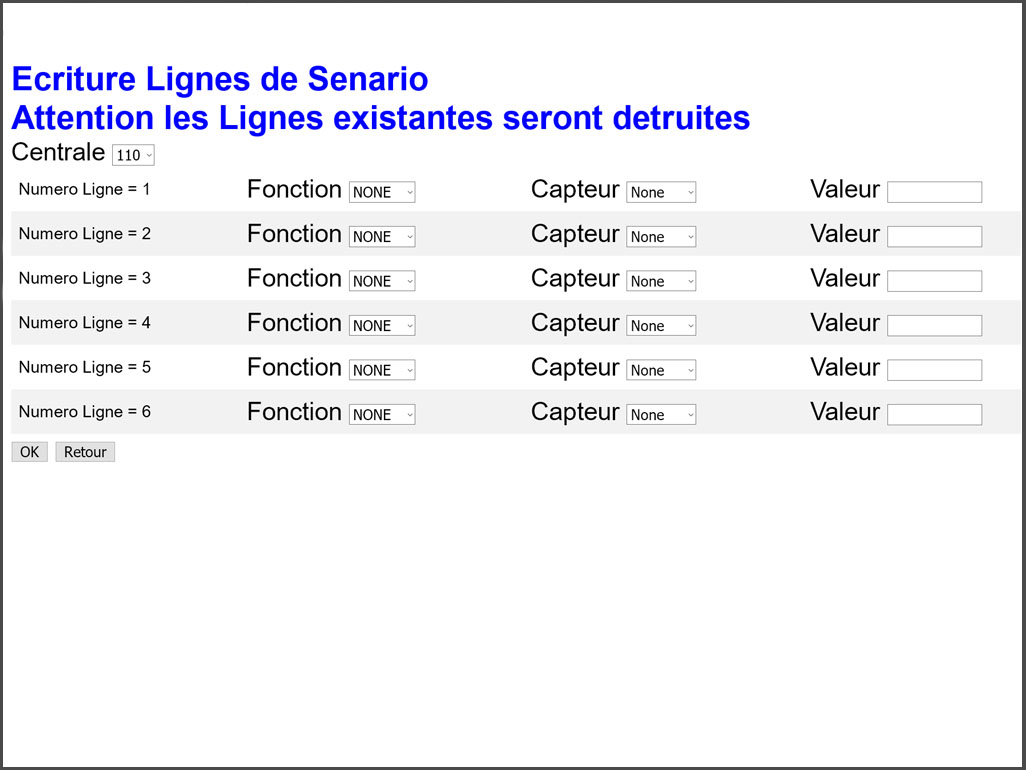 Ecriture Lignes de Senario
Attention les Lignes existantes seront detruites
Centrale 110
Numero Ligne = 1 Fonction NONE Capteur None Valeur
Numero Ligne = 2 Fonction NONE Capteur None Valeur
Numero Ligne = 3 Fonction NONE Capteur None Valeur
Numero Ligne = 4 Fonction NONE Capteur None Valeur
Numero Ligne = 5 Fonction NONE Capteur None Valeur
Numero Ligne = 6 Fonction NONE Capteur None Valeur
OK Retour